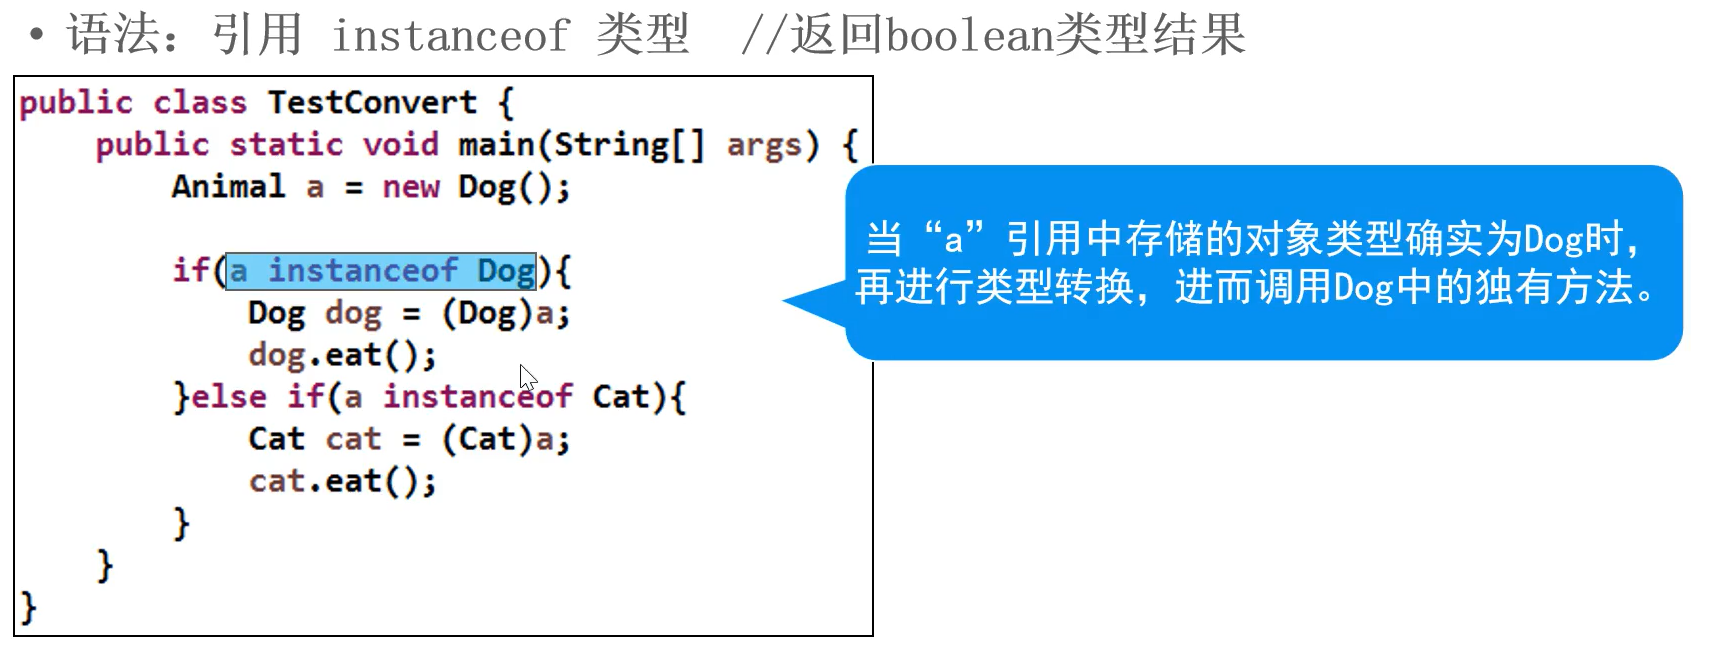 • 语法：引用 instanceof 类型  //返回boolean类型结果
public class TestConvert {
    public static void main(String[] args) {
        Animal a = new Dog();
        if(a instanceof Dog){
            Dog dog = (Dog)a;
            dog.eat();
        }else if(a instanceof Cat){
            Cat cat = (Cat)a;
            cat.eat();
        }
    }
}
当“a”引用中存储的对象类型确实为Dog时，
再进行类型转换，进而调用Dog中的独有方法。